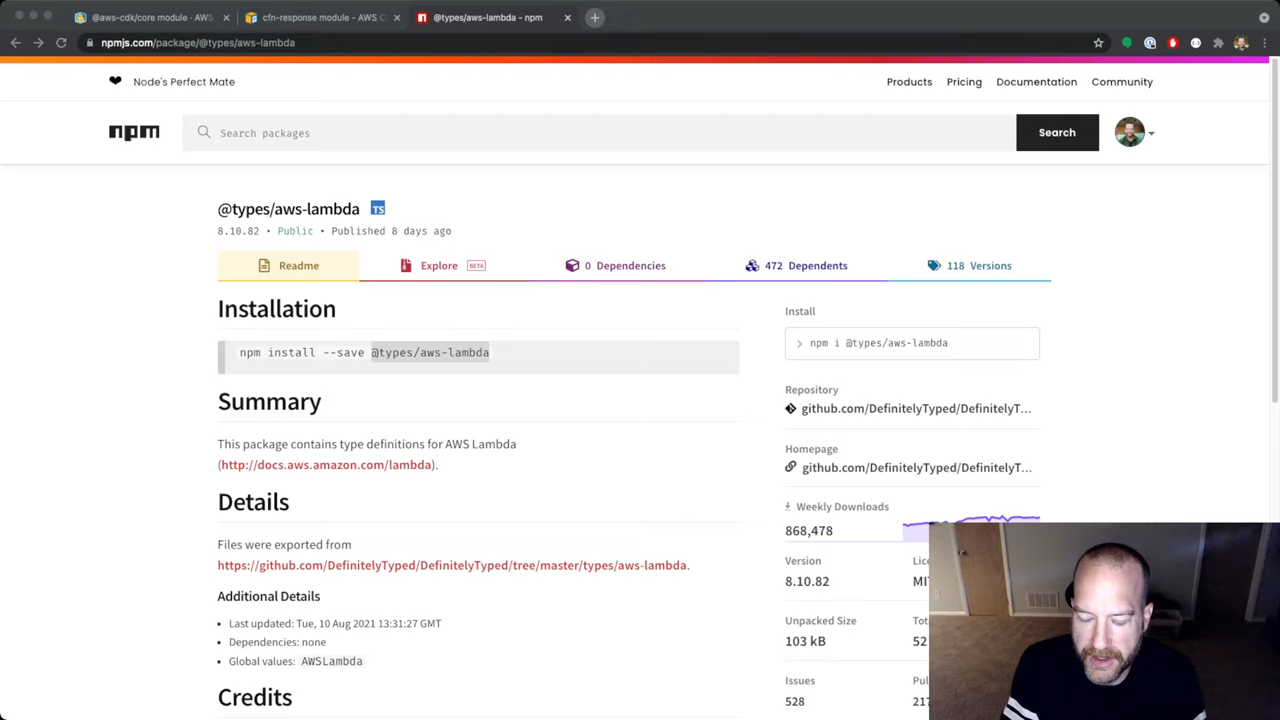 @aws-cdk/core module · AWS
cfn-response module - AWS C
@types/aws-lambda - npm
npmjs.com/package/@types/aws-lambda
Node's Perfect Mate
Products
Pricing
Documentation
Community
npm
Search packages
Search
@types/aws-lambda TS
8.10.82 • Public • Published 8 days ago
Readme
Explore BETA
0 Dependencies
472 Dependents
118 Versions
Installation
npm install --save @types/aws-lambda
Summary
This package contains type definitions for AWS Lambda
(http://docs.aws.amazon.com/lambda).
Details
Files were exported from
https://github.com/DefinitelyTyped/DefinitelyTyped/tree/master/types/aws-lambda.
Additional Details
• Last updated: Tue, 10 Aug 2021 13:31:27 GMT
• Dependencies: none
• Global values: AWSLambda
Credits
Install
npm i @types/aws-lambda
Repository
github.com/DefinitelyTyped/DefinitelyT...
Homepage
github.com/DefinitelyTyped/DefinitelyT...
Weekly Downloads
868,478
Version
8.10.82
Unpacked Size
103 kB
Issues
528